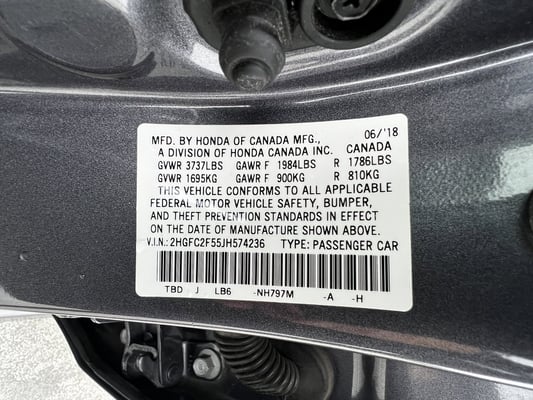 MFD. BY HONDA OF CANADA MFG., 06/'18
A DIVISION OF HONDA CANADA INC. CANADA
GVWR 3737LBS GAWR F 1984LBS R 1786LBS
GVWR 1695KG GAWR F 900KG R 810KG
THIS VEHICLE CONFORMS TO ALL APPLICABLE
FEDERAL MOTOR VEHICLE SAFETY, BUMPER,
AND THEFT PREVENTION STANDARDS IN EFFECT
ON THE DATE OF MANUFACTURE SHOWN ABOVE.
V.I.N.:2HGFC2F55JH574236 TYPE: PASSENGER CAR
TBD J LB6 -NH797M -A -H